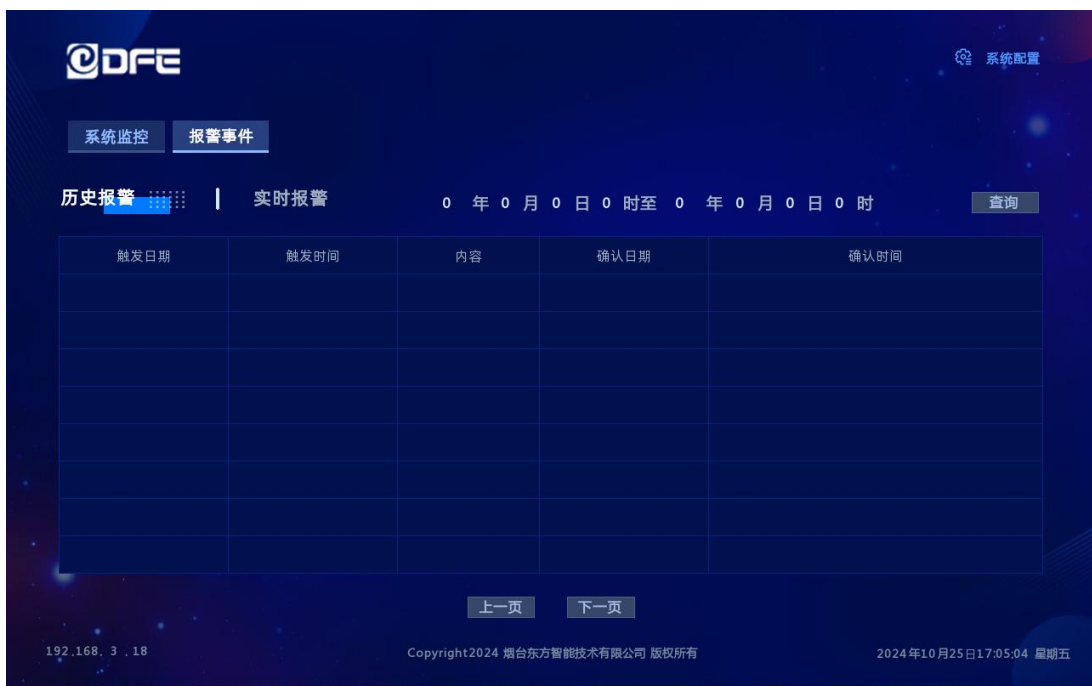 DFE
系统配置
系统监控 报警事件
历史报警 实时报警 0 年 0 月 0 日 0 时至 0 年 0 月 0 日 0 时 查询
触发日期 触发时间 内容 确认日期 确认时间
上一页 下一页
192.168. 3 .18 Copyright2024 烟台东方智能技术有限公司 版权所有 2024年10月25日17:05:04 星期五